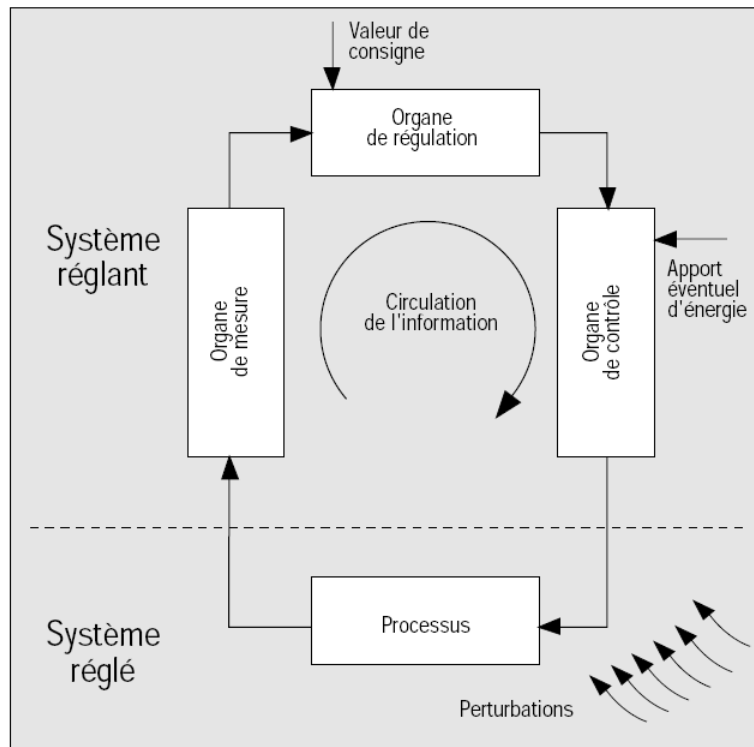 Valeur de
consigne
Organe
de régulation
Système
réglant
Organe
de mesure
Circulation
de l'information
Organe
de contrôle
Apport
éventuel
d'énergie
Système
réglé
Processus
Perturbations